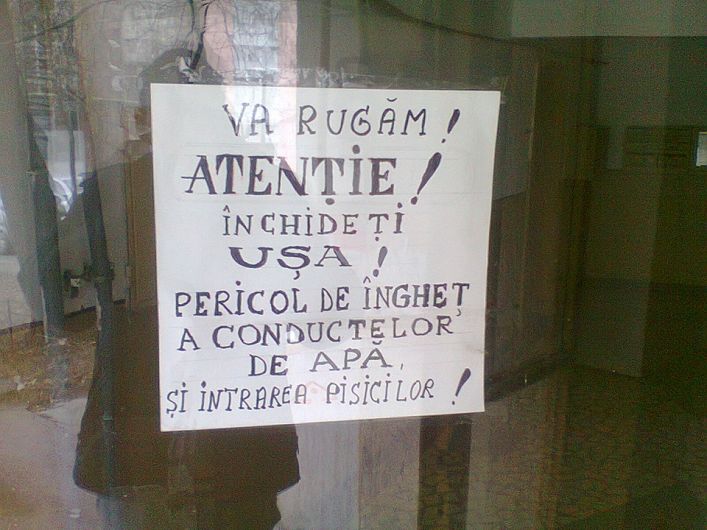 VA RUGĂM!
ATENȚIE!
ÎNCHIDEȚI
UȘA!
PERICOL DE ÎNGHEȚ
A CONDUCTELOR
DE APĂ,
ȘI INTRAREA PISICILOR!